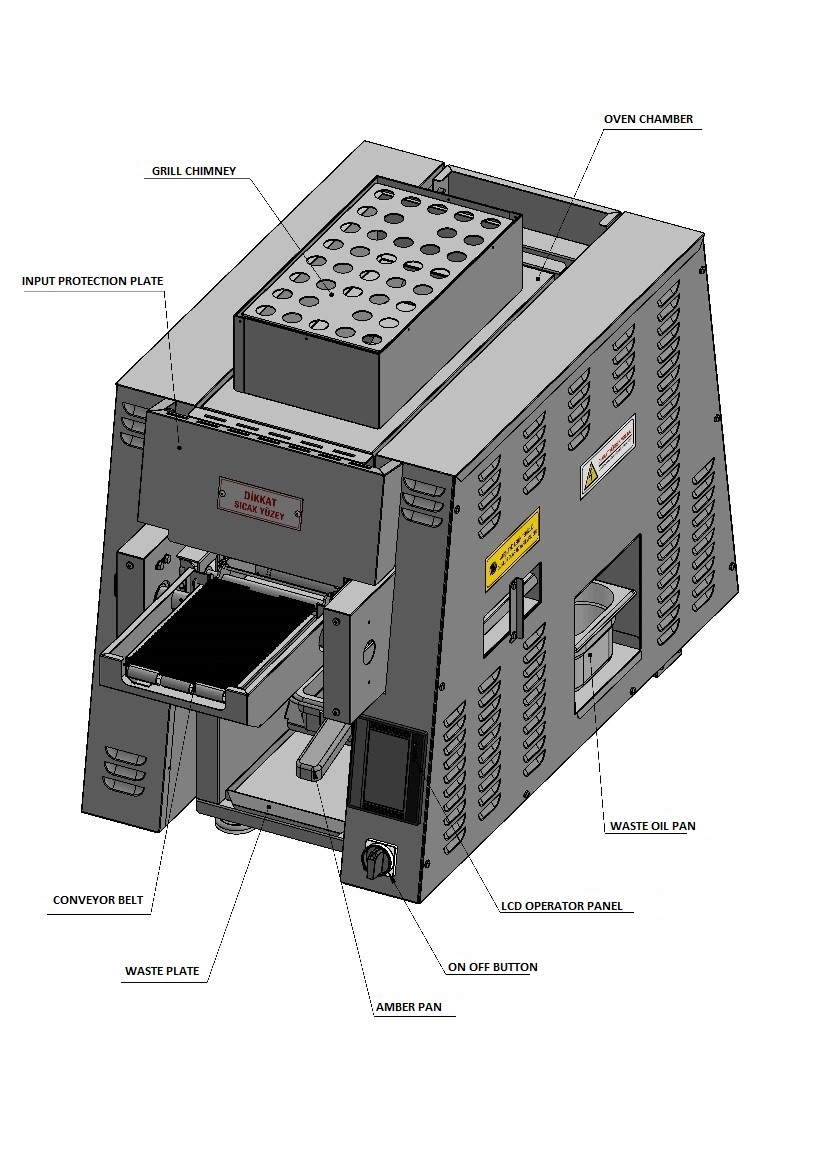 OVEN CHAMBER
GRILL CHIMNEY
INPUT PROTECTION PLATE
DİKKAT
SICAK YÜZEY
WASTE OIL PAN
CONVEYOR BELT
LCD OPERATOR PANEL
WASTE PLATE
ON OFF BUTTON
AMBER PAN